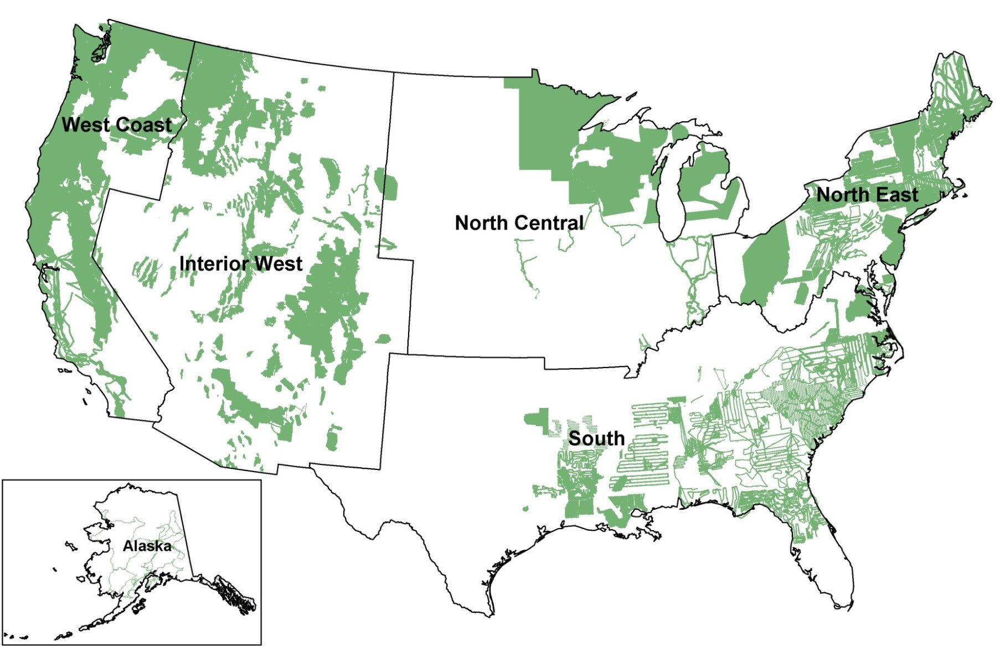 West Coast
North East
North Central
Interior West
South
Alaska